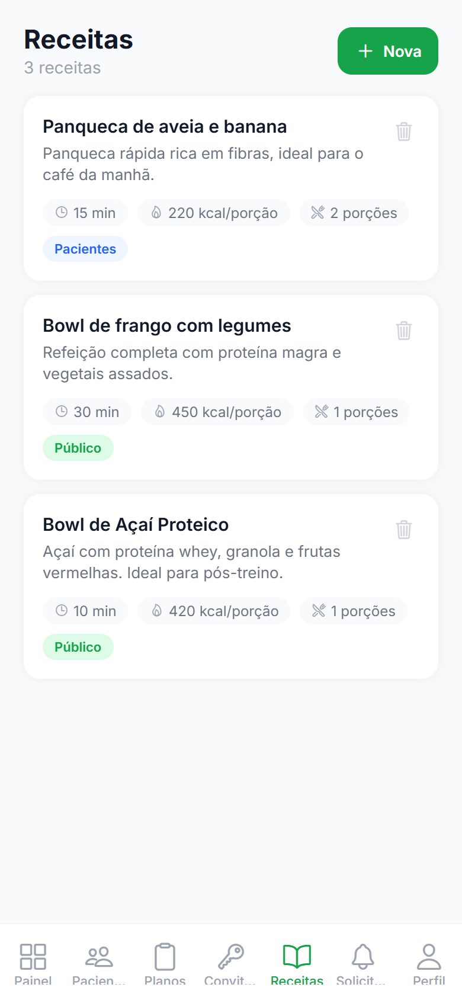 Receitas
3 receitas
Nova
Panqueca de aveia e banana
Panqueca rápida rica em fibras, ideal para o
café da manhã.
15 min 220 kcal/porção 2 porções
Pacientes
Bowl de frango com legumes
Refeição completa com proteína magra e
vegetais assados.
30 min 450 kcal/porção 1 porções
Público
Bowl de Açaí Proteico
Açaí com proteína whey, granola e frutas
vermelhas. Ideal para pós-treino.
10 min 420 kcal/porção 1 porções
Público
Painel Pacien... Planos Convit... Receitas Solicit... Perfil